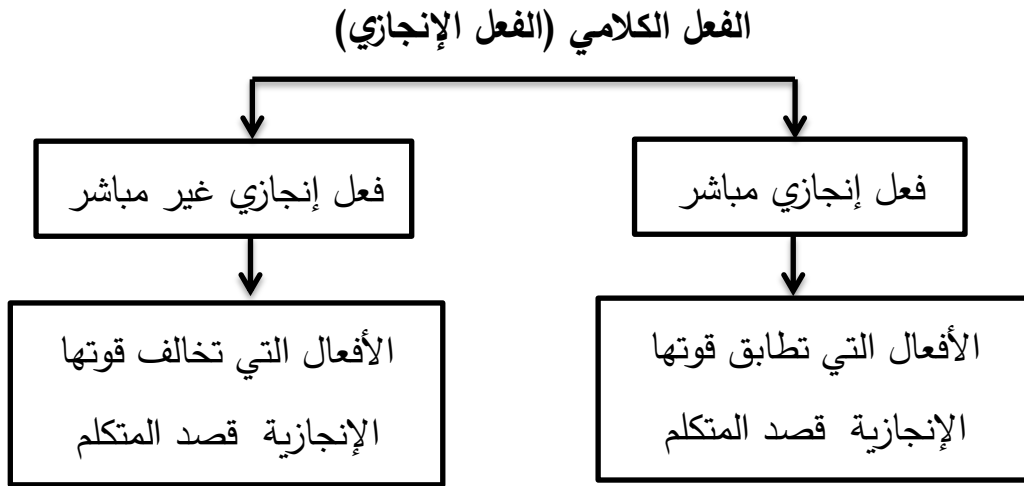 الفعل الكلامي (الفعل الإنجازي)
فعل إنجازي مباشر
فعل إنجازي غير مباشر
الأفعال التي تطابق قوتها
الإنجازية قصد المتكلم
الأفعال التي تخالف قوتها
الإنجازية قصد المتكلم